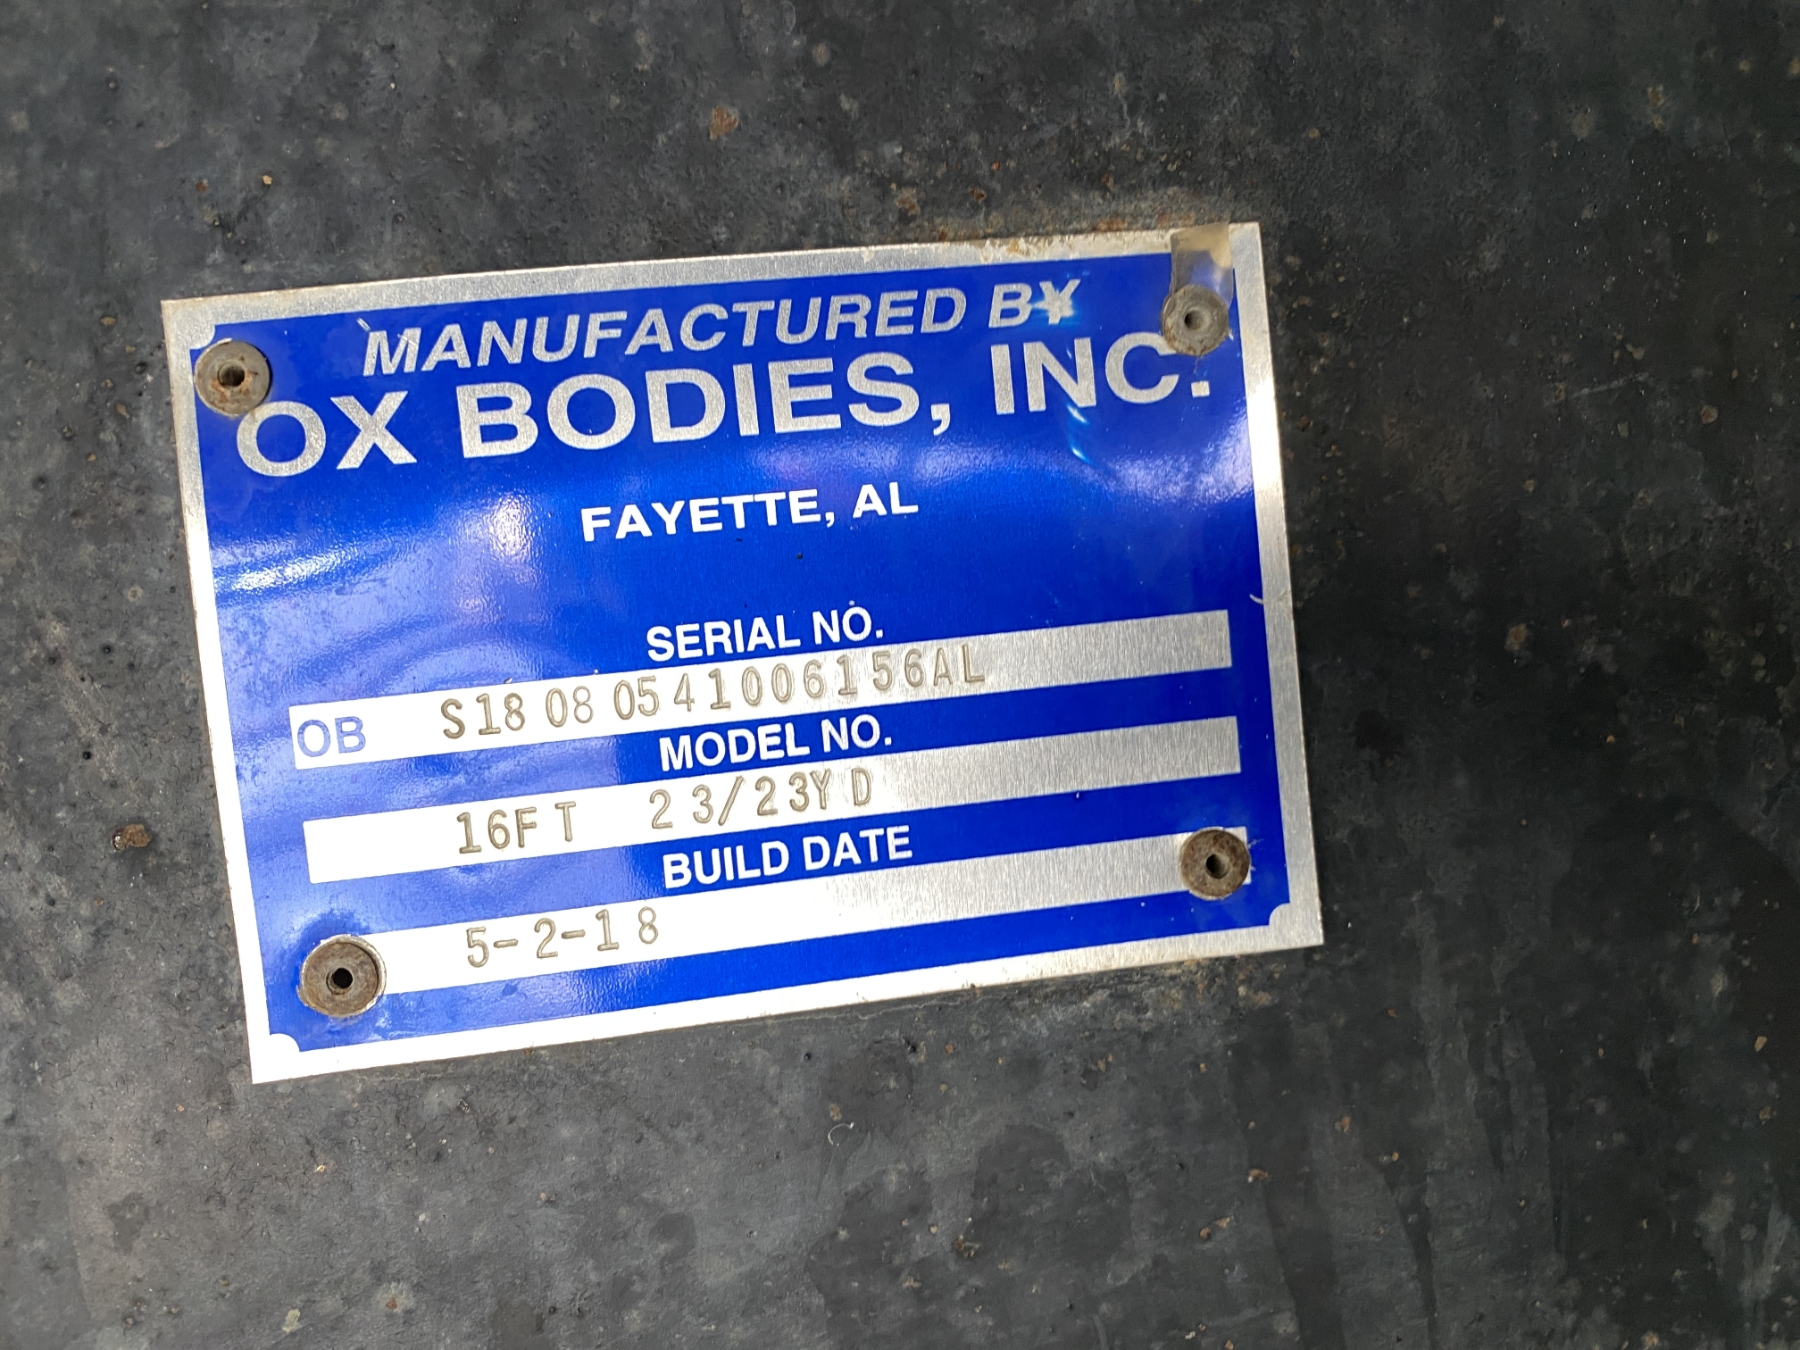 MANUFACTURED BY
OX BODIES, INC.
FAYETTE, AL
SERIAL NO.
OB S18 08 0541006156AL
MODEL NO.
16FT 23/23YD
BUILD DATE
5-2-18